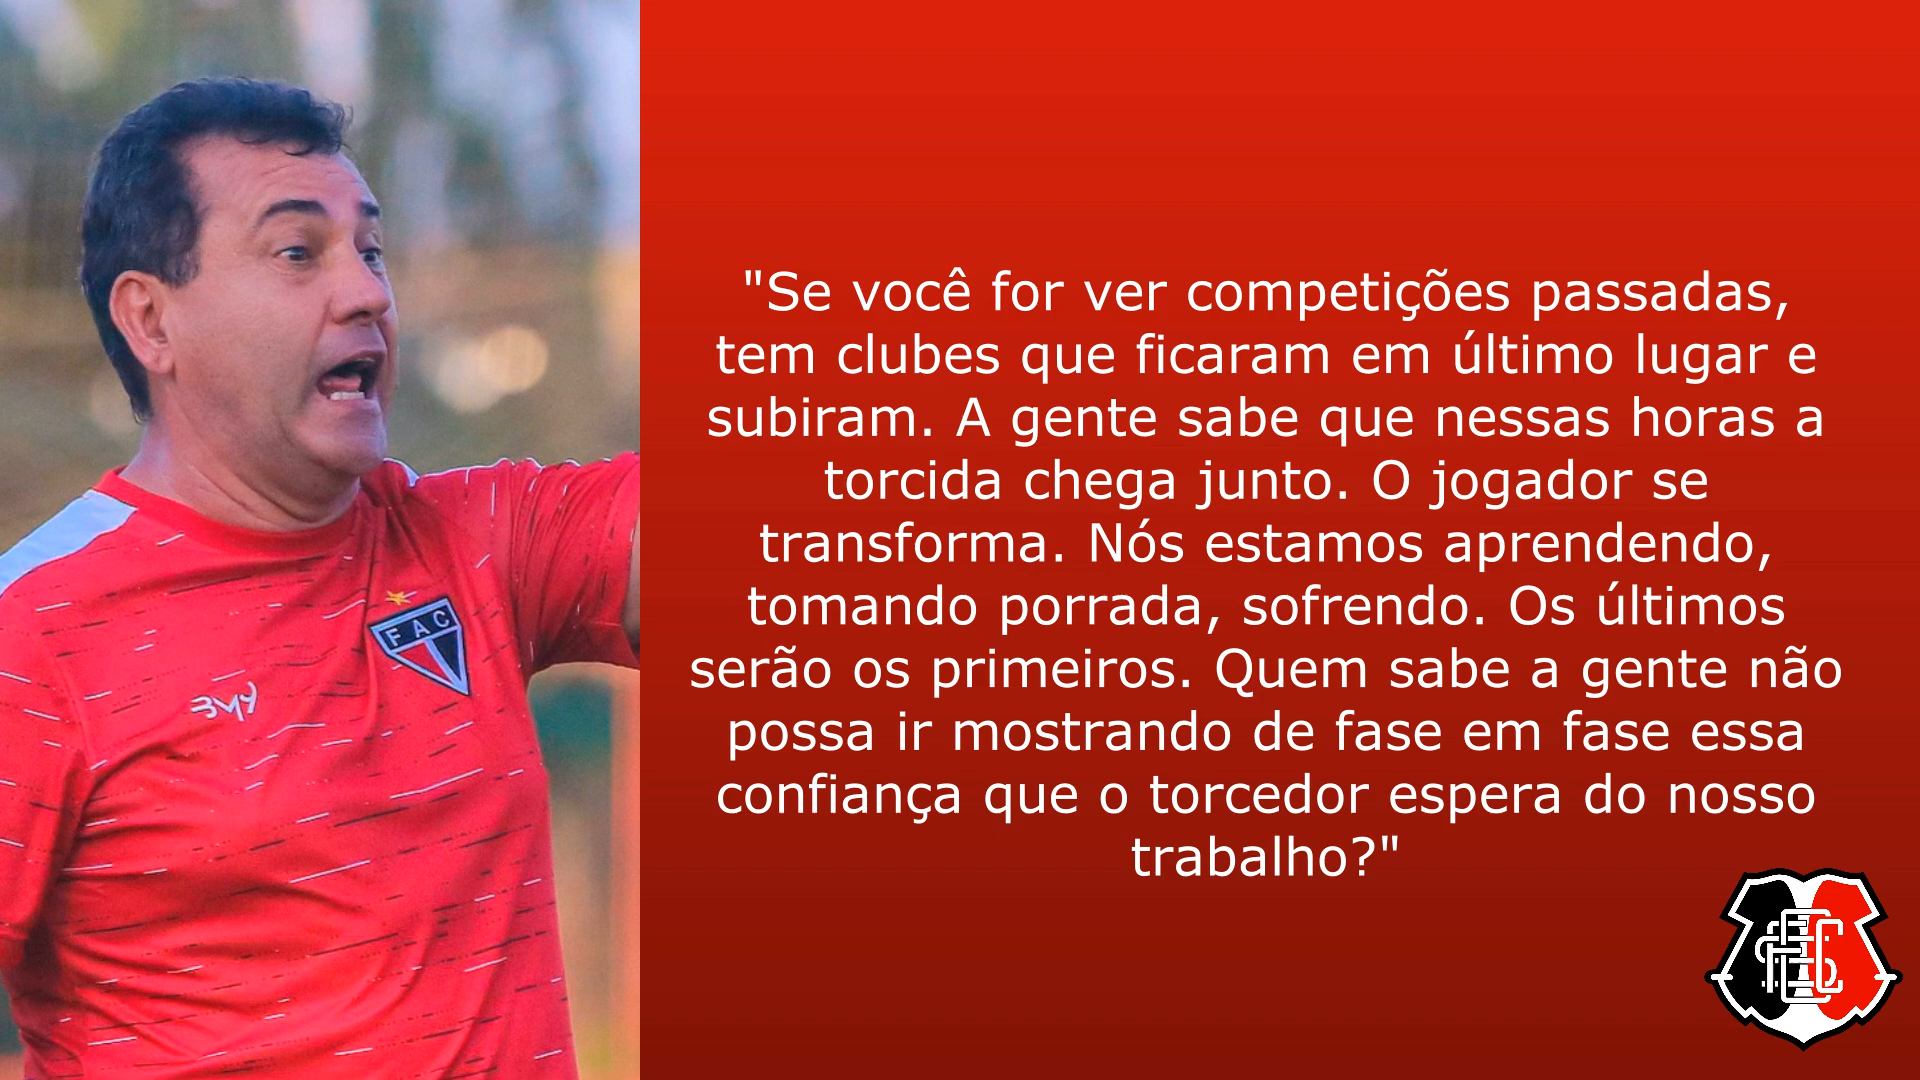 "Se você for ver competições passadas,
tem clubes que ficaram em último lugar e
subiram. A gente sabe que nessas horas a
torcida chega junto. O jogador se
transforma. Nós estamos aprendendo,
tomando porrada, sofrendo. Os últimos
serão os primeiros. Quem sabe a gente não
possa ir mostrando de fase em fase essa
confiança que o torcedor espera do nosso
trabalho?"
FAC
BMY